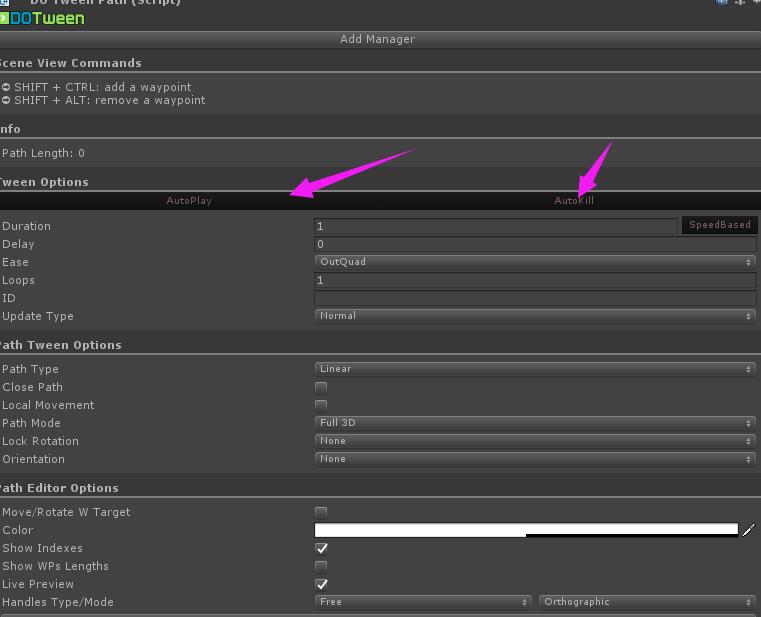 DO Tween Path (Script)
DOTween
Add Manager
Scene View Commands
SHIFT + CTRL: add a waypoint
SHIFT + ALT: remove a waypoint
nfo
Path Length: 0
Tween Options
AutoPlay AutoKill
Duration 1 SpeedBased
Delay 0
Ease OutQuad
Loops 1
ID
Update Type Normal
Path Tween Options
Path Type Linear
Close Path
Local Movement
Path Mode Full 3D
Lock Rotation None
Orientation None
Path Editor Options
Move/Rotate W Target
Color
Show Indexes
Show WPs Lengths
Live Preview
Handles Type/Mode Free Orthographic